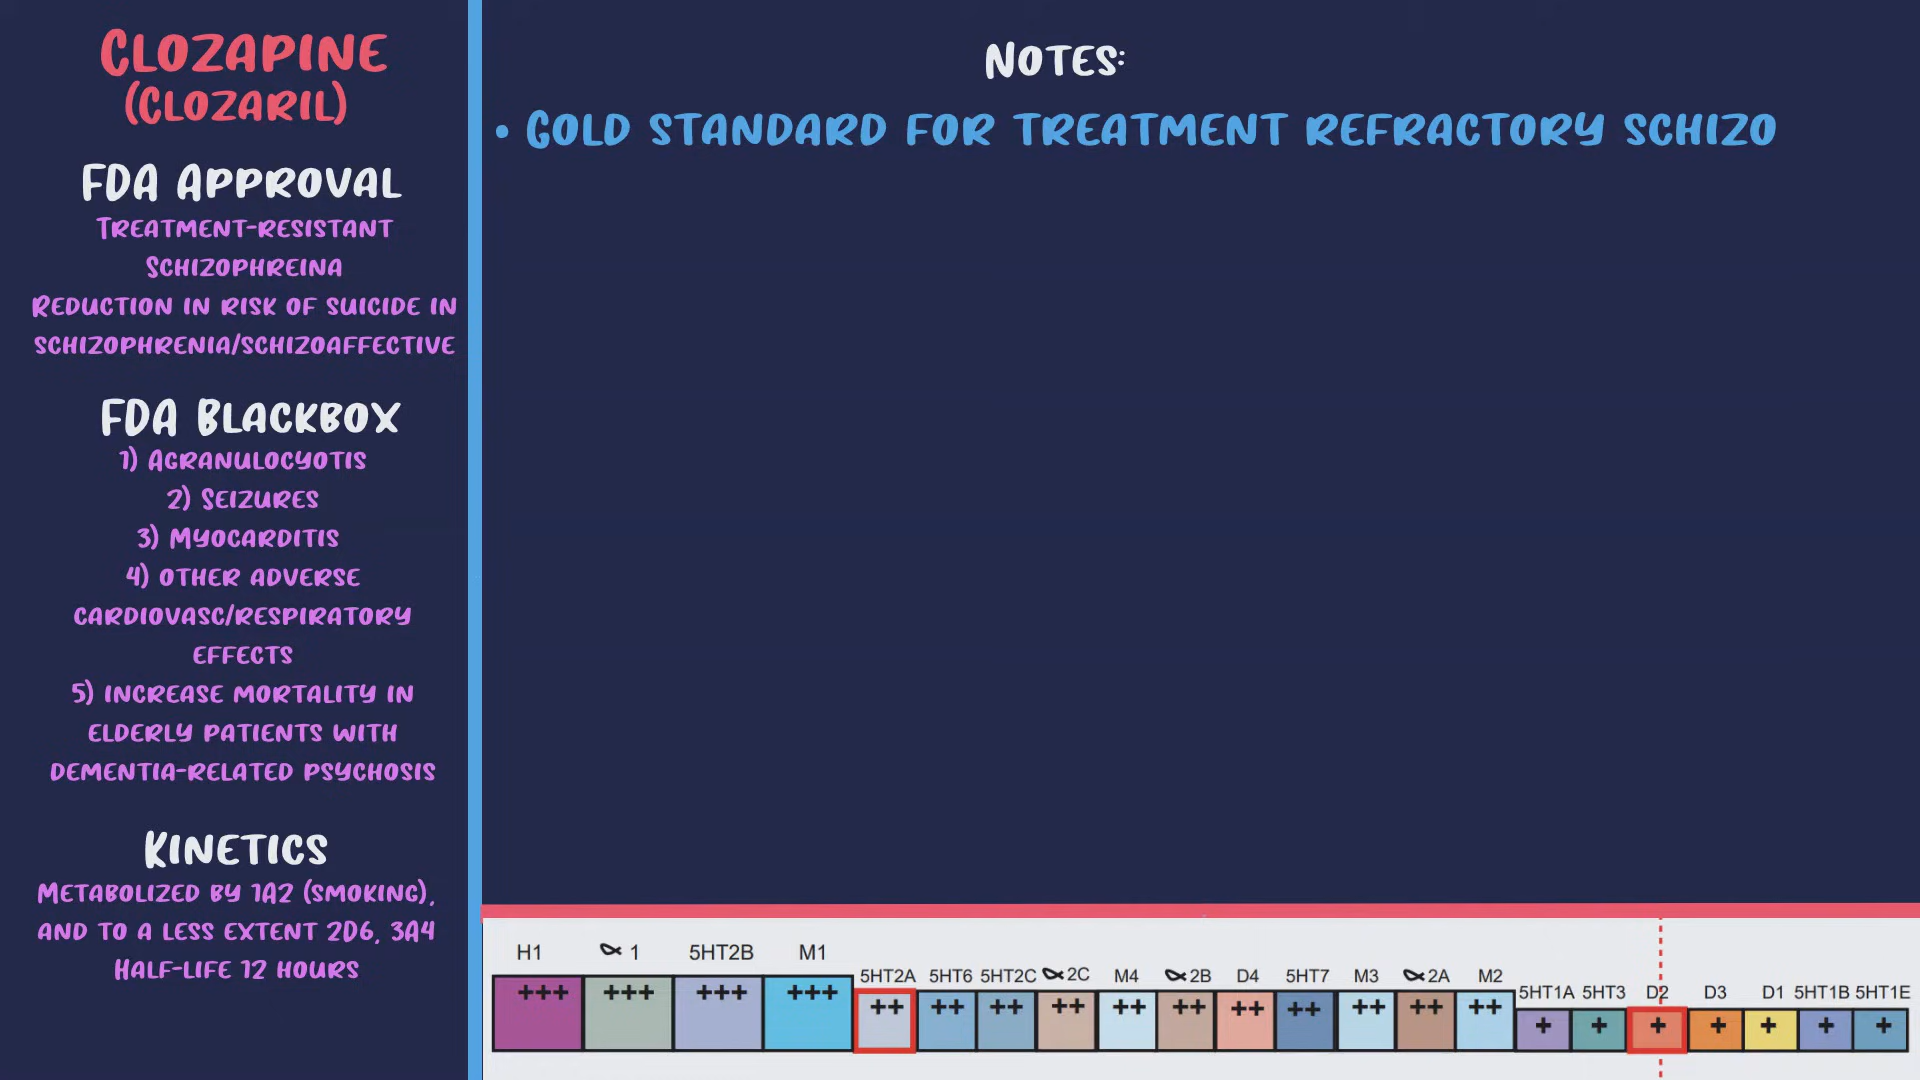 Clozapine
(Clozaril)
FDA Approval
Treatment-resistant
Schizophreina
Reduction in risk of suicide in
schizophrenia/schizoaffective
FDA Blackbox
1) Agranulocyotis
2) Seizures
3) Myocarditis
4) other adverse
cardiovasc/respiratory
effects
5) increase mortality in
elderly patients with
dementia-related psychosis
Kinetics
Metabolized by 1A2 (smoking),
and to a less extent 2D6, 3A4
Half-life 12 hours
Notes:
• Gold standard for treatment refractory schizo
H1 α 1 5HT2B M1 5HT2A 5HT6 5HT2C α2C M4 α2B D4 5HT7 M3 α2A M2 5HT1A 5HT3 D2 D3 D1 5HT1B 5HT1E
+++ +++ +++ +++ ++ ++ ++ ++ ++ ++ ++ ++ ++ ++ ++ + + + + + + +